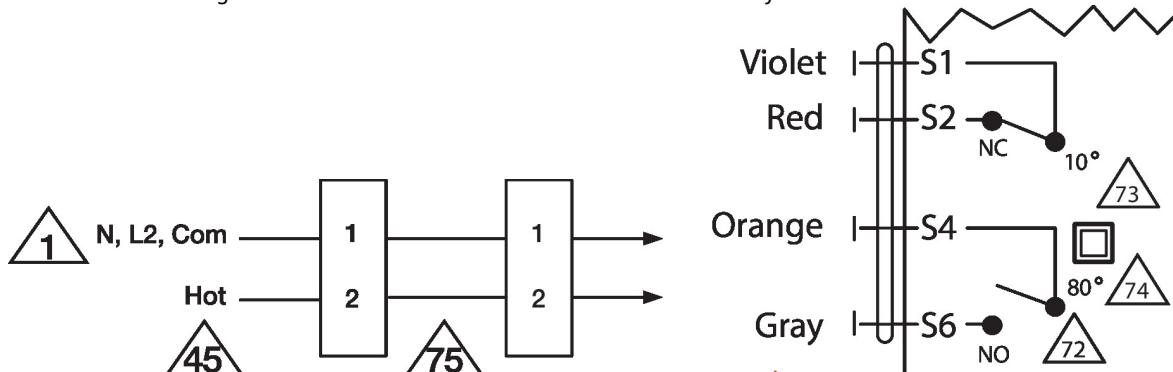 Violet S1
Red S2
NC
10°
73
1 N, L2, Com 1 1
Orange S4
Hot 2 2
80°
74
Gray S6
NO
72
45 75